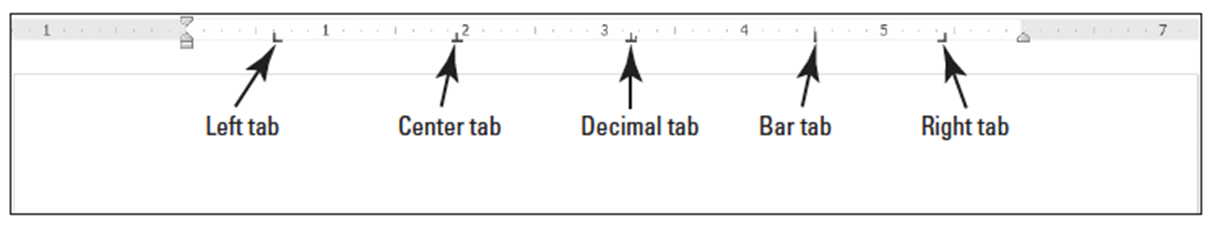 1 1 2 3 4 5 7
Left tab Center tab Decimal tab Bar tab Right tab